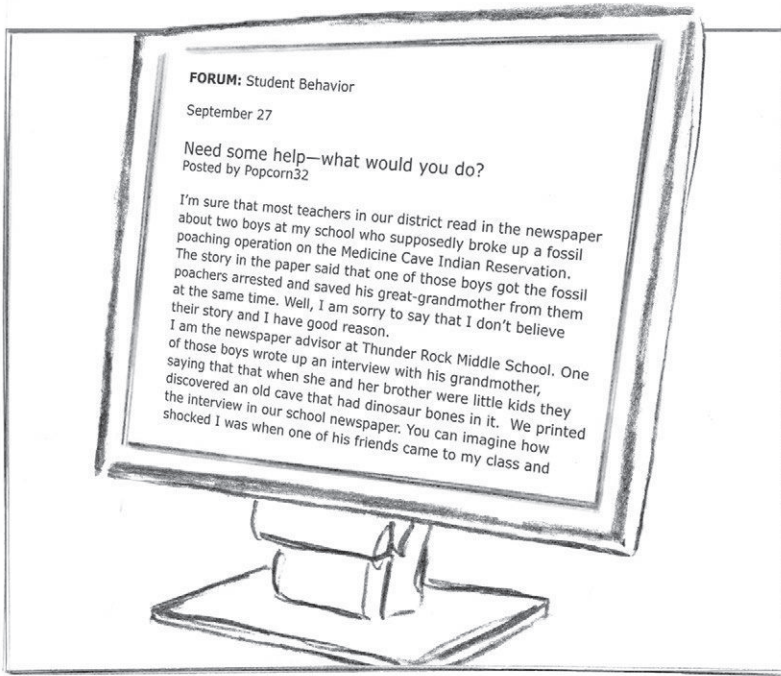 FORUM: Student Behavior
September 27
Need some help—what would you do?
Posted by Popcorn32
I'm sure that most teachers in our district read in the newspaper
about two boys at my school who supposedly broke up a fossil
poaching operation on the Medicine Cave Indian Reservation.
The story in the paper said that one of those boys got the fossil
poachers arrested and saved his great-grandmother from them
at the same time. Well, I am sorry to say that I don't believe
their story and I have good reason.
I am the newspaper advisor at Thunder Rock Middle School. One
of those boys wrote up an interview with his grandmother,
saying that that when she and her brother were little kids they
discovered an old cave that had dinosaur bones in it.  We printed
the interview in our school newspaper. You can imagine how
shocked I was when one of his friends came to my class and